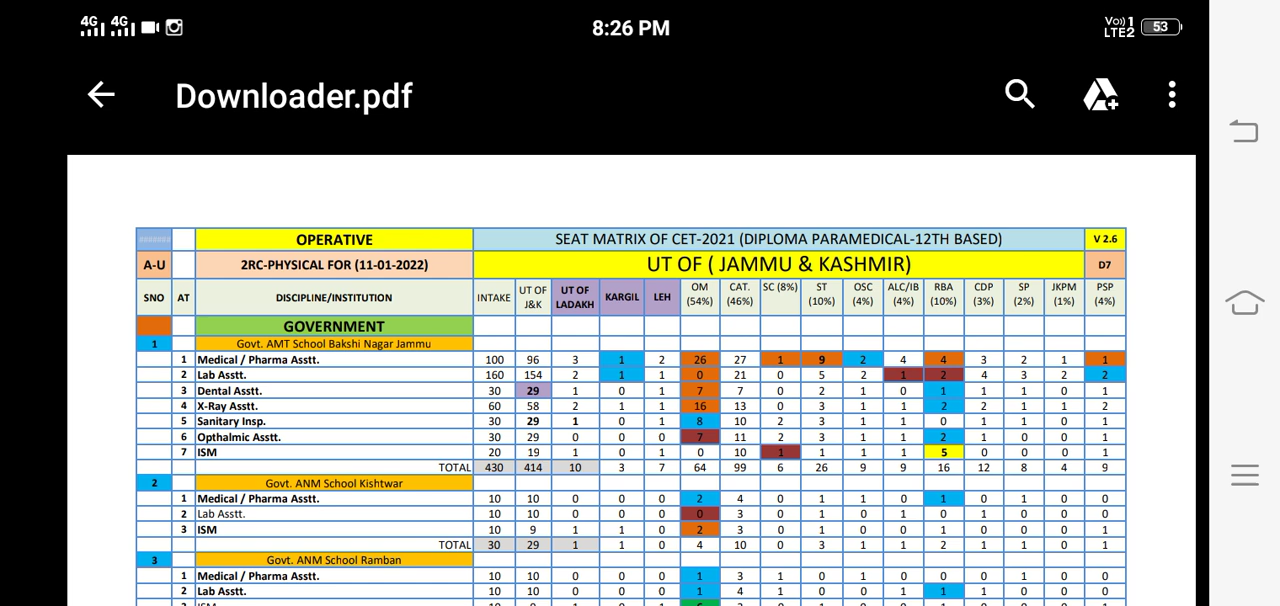 4G 4G 8:26 PM Vo)) 1 LTE2 53
Downloader.pdf
OPERATIVE SEAT MATRIX OF CET-2021 (DIPLOMA PARAMEDICAL-12TH BASED) V 2.6
A-U 2RC-PHYSICAL FOR (11-01-2022) UT OF ( JAMMU & KASHMIR) D7
SNO AT DISCIPLINE/INSTITUTION INTAKE UT OF J&K UT OF LADAKH KARGIL LEH OM (54%) CAT. (46%) SC (8%) ST (10%) OSC (4%) ALC/IB (4%) RBA (10%) CDP (3%) SP (2%) JKPM (1%) PSP (4%)
GOVERNMENT
1 Govt. AMT School Bakshi Nagar Jammu
1 Medical / Pharma Asstt. 100 96 3 1 2 26 27 1 9 2 4 4 3 2 1 1
2 Lab Asstt. 160 154 2 1 1 0 21 0 5 2 1 2 4 3 2 2
3 Dental Asstt. 30 29 1 0 1 7 7 0 2 1 0 1 1 1 0 1
4 X-Ray Asstt. 60 58 2 1 1 16 13 0 3 1 1 2 2 1 1 2
5 Sanitary Insp. 30 29 1 0 1 8 10 2 3 1 1 0 1 1 0 1
6 Opthalmic Asstt. 30 29 0 0 0 7 11 2 3 1 1 2 1 0 0 1
7 ISM 20 19 1 0 1 0 10 1 1 1 1 5 0 0 0 1
TOTAL 430 414 10 3 7 64 99 6 26 9 9 16 12 8 4 9
2 Govt. ANM School Kishtwar
1 Medical / Pharma Asstt. 10 10 0 0 0 2 4 0 1 1 0 1 0 1 0 0
2 Lab Asstt. 10 10 0 0 0 0 3 0 1 0 1 0 1 0 0 0
3 ISM 10 9 1 1 0 2 3 0 1 0 0 1 0 0 0 1
TOTAL 30 29 1 1 0 4 10 0 3 1 1 2 1 1 0 1
3 Govt. ANM School Ramban
1 Medical / Pharma Asstt. 10 10 0 0 0 1 3 1 0 1 0 0 0 1 0 0
2 Lab Asstt. 10 10 0 0 0 1 4 1 0 0 1 1 1 0 0 0